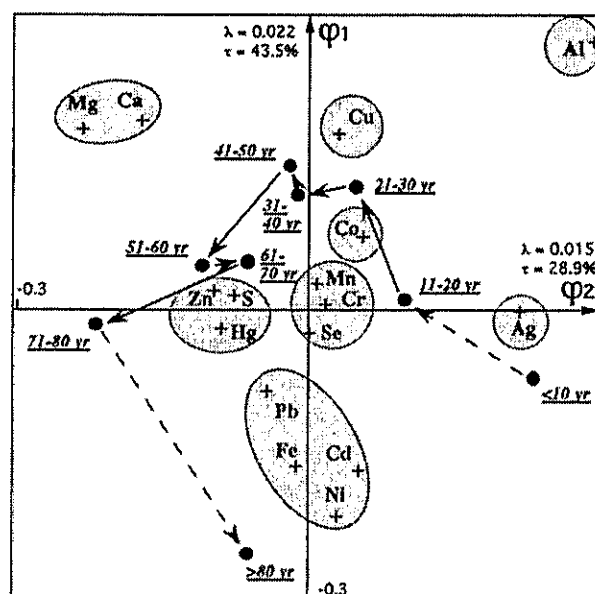 λ = 0.022
τ = 43.5%
φ1
Al
Mg
Ca
Cu
41-50 yr
21-30 yr
31-
40 yr
Co
51-60 yr
61-
70 yr
λ = 0.015
τ = 28.9%
φ2
-0.3
Zn
S
Mn
Cr
11-20 yr
71-80 yr
Hg
Se
Ag
<10 yr
Pb
Fe
Cd
Ni
>80 yr
-0.3